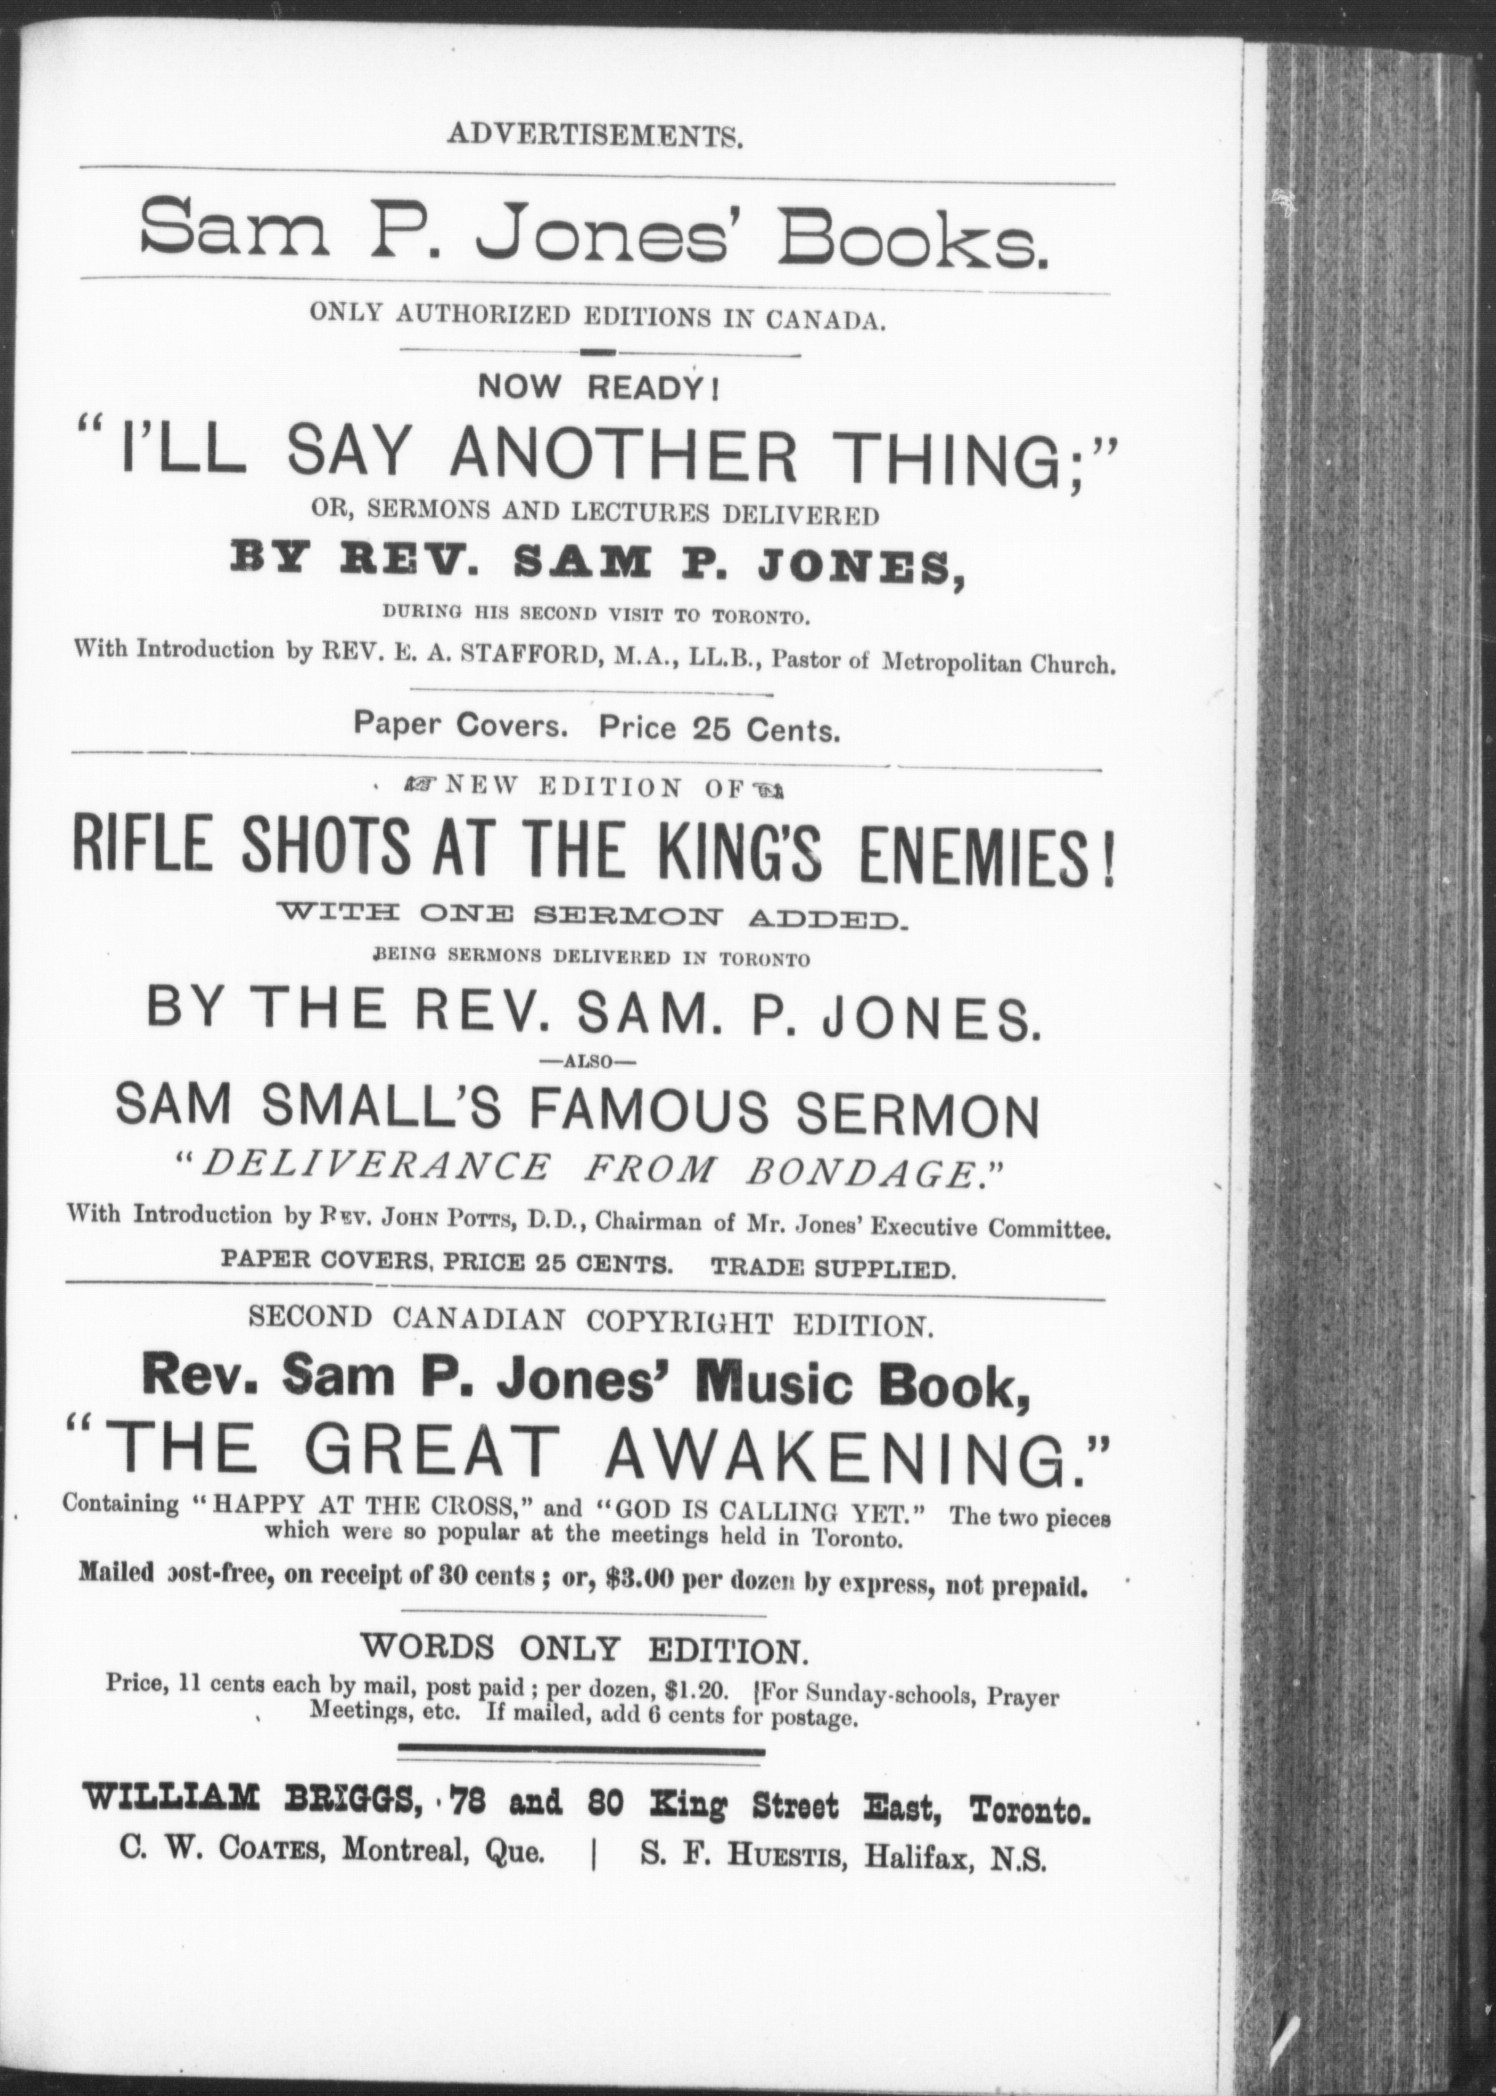 ADVERTISEMENTS.
Sam P. Jones' Books.
ONLY AUTHORIZED EDITIONS IN CANADA.
NOW READY!
"I'LL SAY ANOTHER THING;"
OR, SERMONS AND LECTURES DELIVERED
BY REV. SAM P. JONES,
DURING HIS SECOND VISIT TO TORONTO.
With Introduction by REV. E. A. STAFFORD, M.A., LL.B., Pastor of Metropolitan Church.
Paper Covers. Price 25 Cents.
☞NEW EDITION OF☜
RIFLE SHOTS AT THE KING'S ENEMIES!
WITH ONE SERMON ADDED.
BEING SERMONS DELIVERED IN TORONTO
BY THE REV. SAM. P. JONES.
—ALSO—
SAM SMALL'S FAMOUS SERMON
"DELIVERANCE FROM BONDAGE."
With Introduction by REV. JOHN POTTS, D.D., Chairman of Mr. Jones' Executive Committee.
PAPER COVERS, PRICE 25 CENTS. TRADE SUPPLIED.
SECOND CANADIAN COPYRIGHT EDITION.
Rev. Sam P. Jones' Music Book,
"THE GREAT AWAKENING."
Containing "HAPPY AT THE CROSS," and "GOD IS CALLING YET." The two pieces
which were so popular at the meetings held in Toronto.
Mailed post-free, on receipt of 30 cents; or, $3.00 per dozen by express, not prepaid.
WORDS ONLY EDITION.
Price, 11 cents each by mail, post paid; per dozen, $1.20. {For Sunday-schools, Prayer
Meetings, etc. If mailed, add 6 cents for postage.
WILLIAM BRIGGS, 78 and 80 King Street East, Toronto.
C. W. COATES, Montreal, Que. | S. F. HUESTIS, Halifax, N.S.